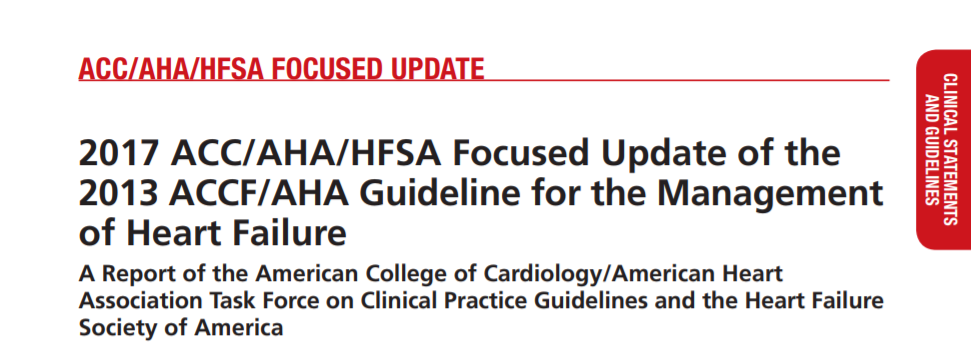 ACC/AHA/HFSA FOCUSED UPDATE
2017 ACC/AHA/HFSA Focused Update of the
2013 ACCF/AHA Guideline for the Management
of Heart Failure
A Report of the American College of Cardiology/American Heart
Association Task Force on Clinical Practice Guidelines and the Heart Failure
Society of America
CLINICAL STATEMENTS
AND GUIDELINES